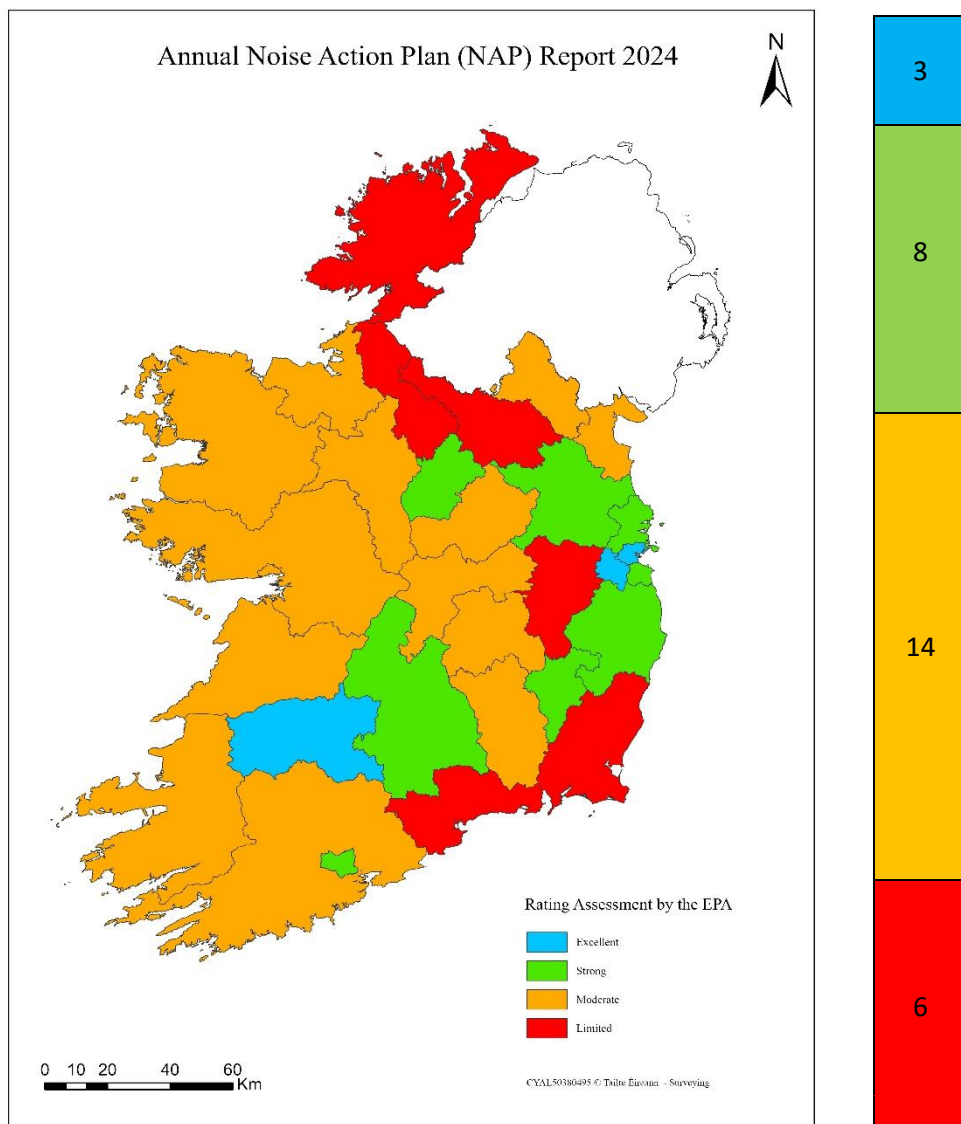 Annual Noise Action Plan (NAP) Report 2024
N
3
8
14
6
Rating Assessment by the EPA
Excellent
Strong
Moderate
Limited
0 10 20 40 60
Km
CYAL50380495 © Tailte Éireann - Surveying